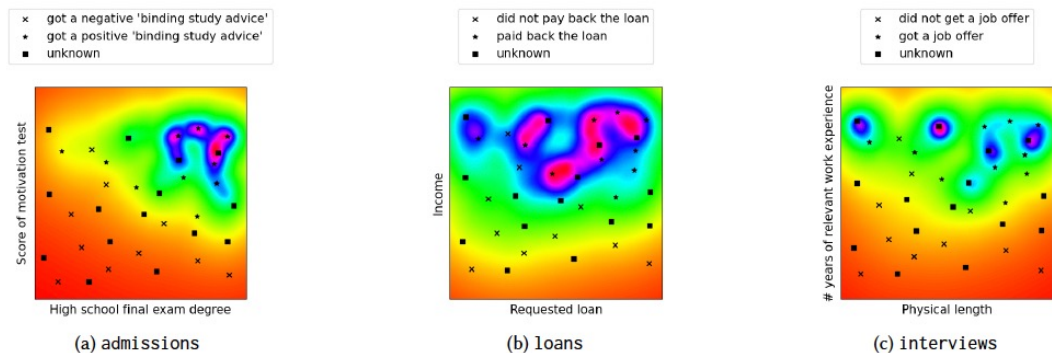 got a negative 'binding study advice'
got a positive 'binding study advice'
unknown
Score of motivation test
High school final exam degree
(a) admissions
did not pay back the loan
paid back the loan
unknown
Income
Requested loan
(b) loans
did not get a job offer
got a job offer
unknown
# years of relevant work experience
Physical length
(c) interviews